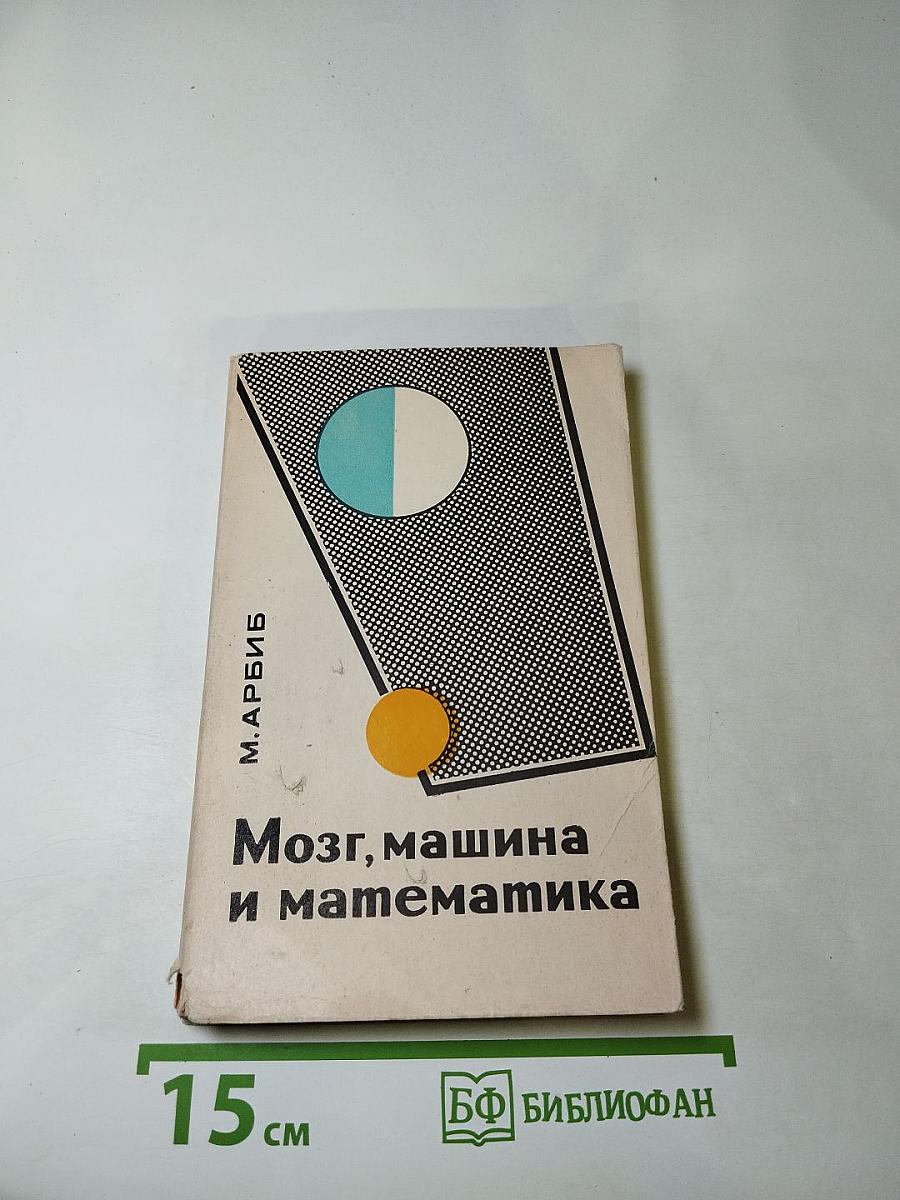 М. АРБИБ
Мозг, машина
и математика
15 см
БФ БИБЛИОФАН